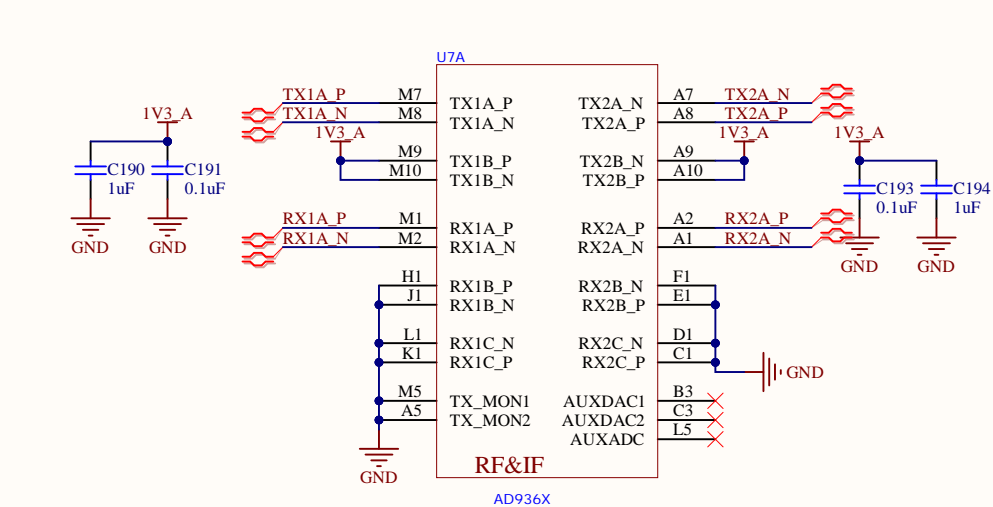 U7A
TX1A_P M7 TX1A_P TX2A_N A7 TX2A_N
TX1A_N M8 TX1A_N TX2A_P A8 TX2A_P
1V3_A 1V3_A 1V3_A 1V3_A
M9 TX1B_P TX2B_N A9
C190 C191 M10 TX1B_N TX2B_P A10 C193 C194
1uF 0.1uF 0.1uF 1uF
RX1A_P M1 RX1A_P RX2A_P A2 RX2A_P
RX1A_N M2 RX1A_N RX2A_N A1 RX2A_N
GND GND GND GND
H1 RX1B_P RX2B_N F1
J1 RX1B_N RX2B_P E1
L1 RX1C_N RX2C_N D1
K1 RX1C_P RX2C_P C1
GND
M5 TX_MON1 AUXDAC1 B3
A5 TX_MON2 AUXDAC2 C3
AUXADC L5
RF&IF
GND
AD936X